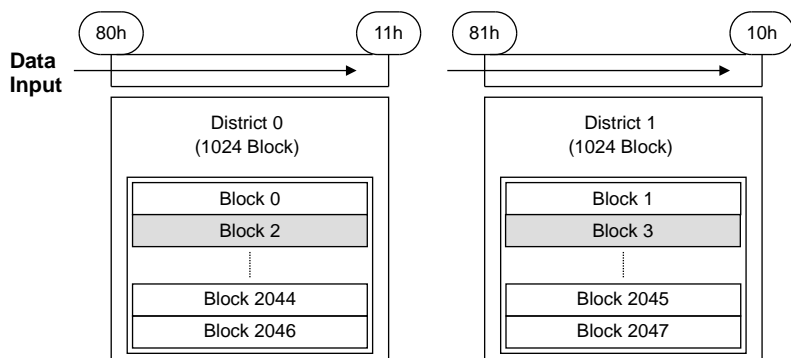 80h
11h
81h
10h
Data
Input
District 0
(1024 Block)
District 1
(1024 Block)
Block 0
Block 2
Block 2044
Block 2046
Block 1
Block 3
Block 2045
Block 2047